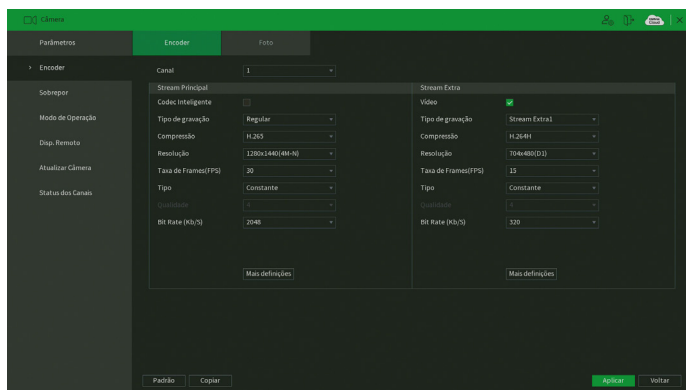 Câmera
Parâmetros
Encoder
Foto
> Encoder
Canal
1
Sobrepor
Stream Principal
Stream Extra
Codec Inteligente
Vídeo
Modo de Operação
Tipo de gravação
Regular
Tipo de gravação
Stream Extra1
Compressão
H.265
Compressão
H.264H
Disp. Remoto
Resolução
1280x1440(4M-N)
Resolução
704x480(D1)
Atualizar Câmera
Taxa de Frames(FPS)
30
Taxa de Frames(FPS)
15
Tipo
Constante
Tipo
Constante
Status dos Canais
Qualidade
4
Qualidade
4
Bit Rate (Kb/S)
2048
Bit Rate (Kb/S)
320
Mais definições
Mais definições
Padrão
Copiar
Aplicar
Voltar